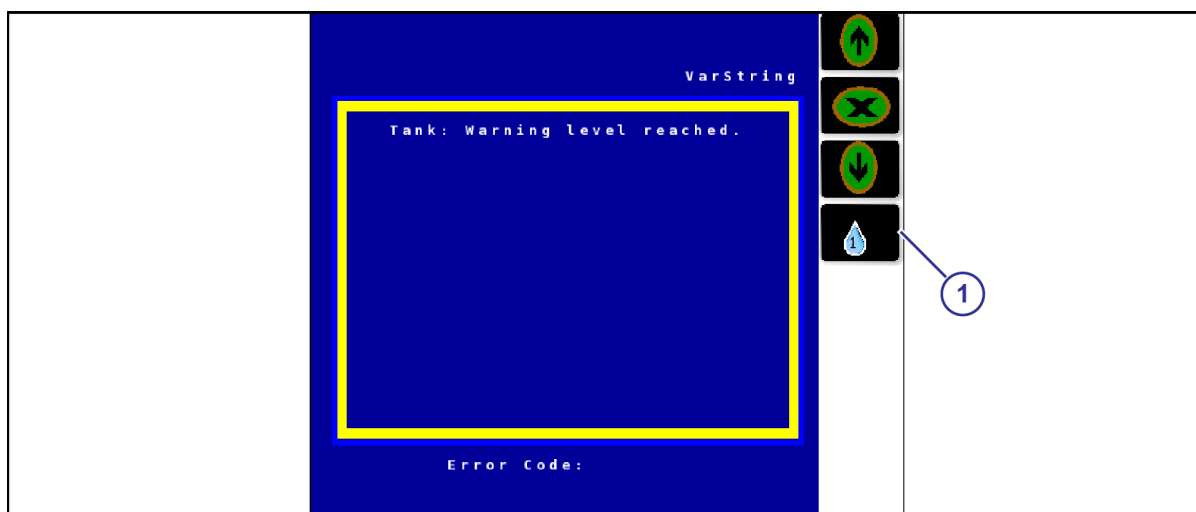 VarString
Tank: Warning level reached.
1
1
Error Code: